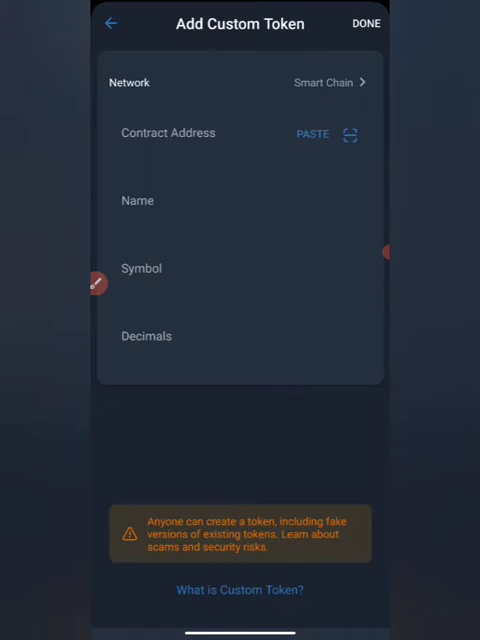 Add Custom Token
DONE
Network
Smart Chain
Contract Address
PASTE
Name
Symbol
Decimals
Anyone can create a token, including fake
versions of existing tokens. Learn about
scams and security risks.
What is Custom Token?